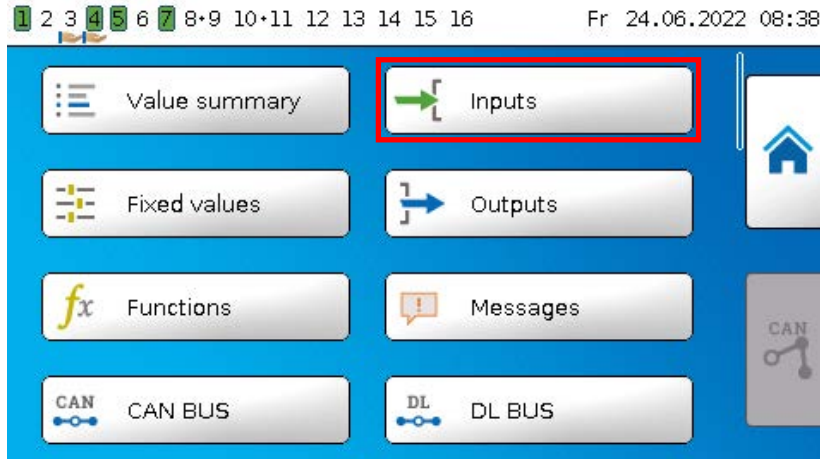 1 2 3 4 5 6 7 8•9 10•11 12 13 14 15 16 Fr 24.06.2022 08:38
Value summary Inputs
Fixed values Outputs
fx Functions ! Messages
CAN
CAN CAN BUS DL DL BUS